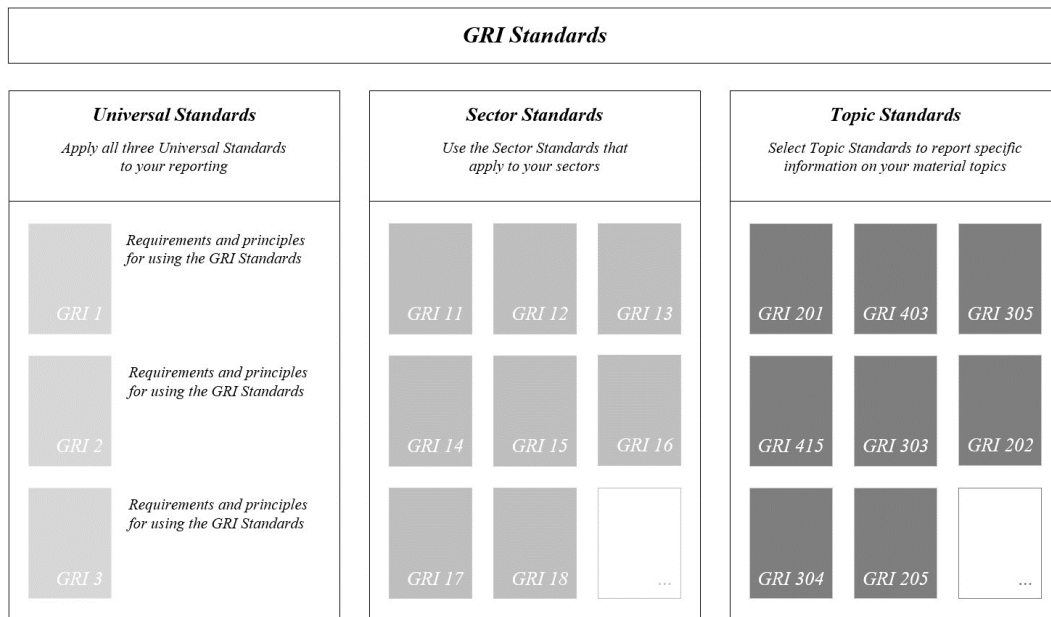 GRI Standards
Universal Standards
Apply all three Universal Standards
to your reporting
GRI 1
Requirements and principles
for using the GRI Standards
GRI 2
Requirements and principles
for using the GRI Standards
GRI 3
Requirements and principles
for using the GRI Standards
Sector Standards
Use the Sector Standards that
apply to your sectors
GRI 11
GRI 12
GRI 13
GRI 14
GRI 15
GRI 16
GRI 17
GRI 18
...
Topic Standards
Select Topic Standards to report specific
information on your material topics
GRI 201
GRI 403
GRI 305
GRI 415
GRI 303
GRI 202
GRI 304
GRI 205
...